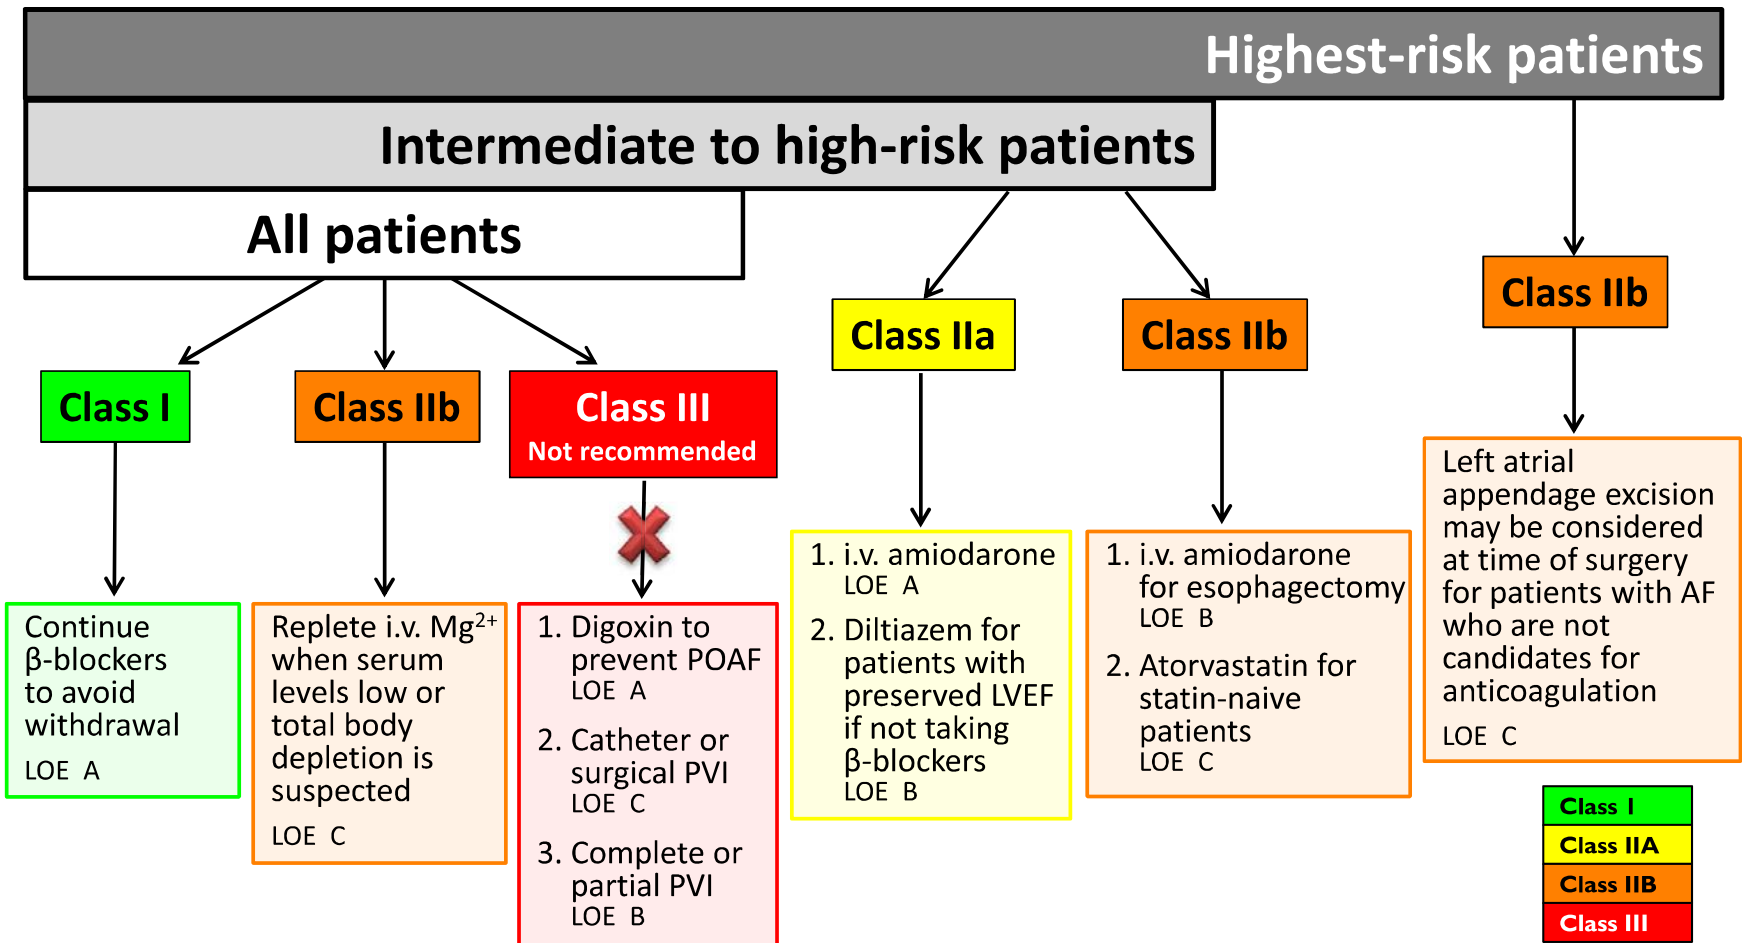 Highest-risk patients
Intermediate to high-risk patients
All patients
Class I
Continue
β-blockers
to avoid
withdrawal
LOE A
Class IIb
Replete i.v. Mg²⁺
when serum
levels low or
total body
depletion is
suspected
LOE C
Class III
Not recommended
1. Digoxin to
prevent POAF
LOE A
2. Catheter or
surgical PVI
LOE C
3. Complete or
partial PVI
LOE B
Class IIa
1. i.v. amiodarone
LOE A
2. Diltiazem for
patients with
preserved LVEF
if not taking
β-blockers
LOE B
Class IIb
1. i.v. amiodarone
for esophagectomy
LOE B
2. Atorvastatin for
statin-naive
patients
LOE C
Class IIb
Left atrial
appendage excision
may be considered
at time of surgery
for patients with AF
who are not
candidates for
anticoagulation
LOE C
Class 1
Class IIA
Class IIB
Class III